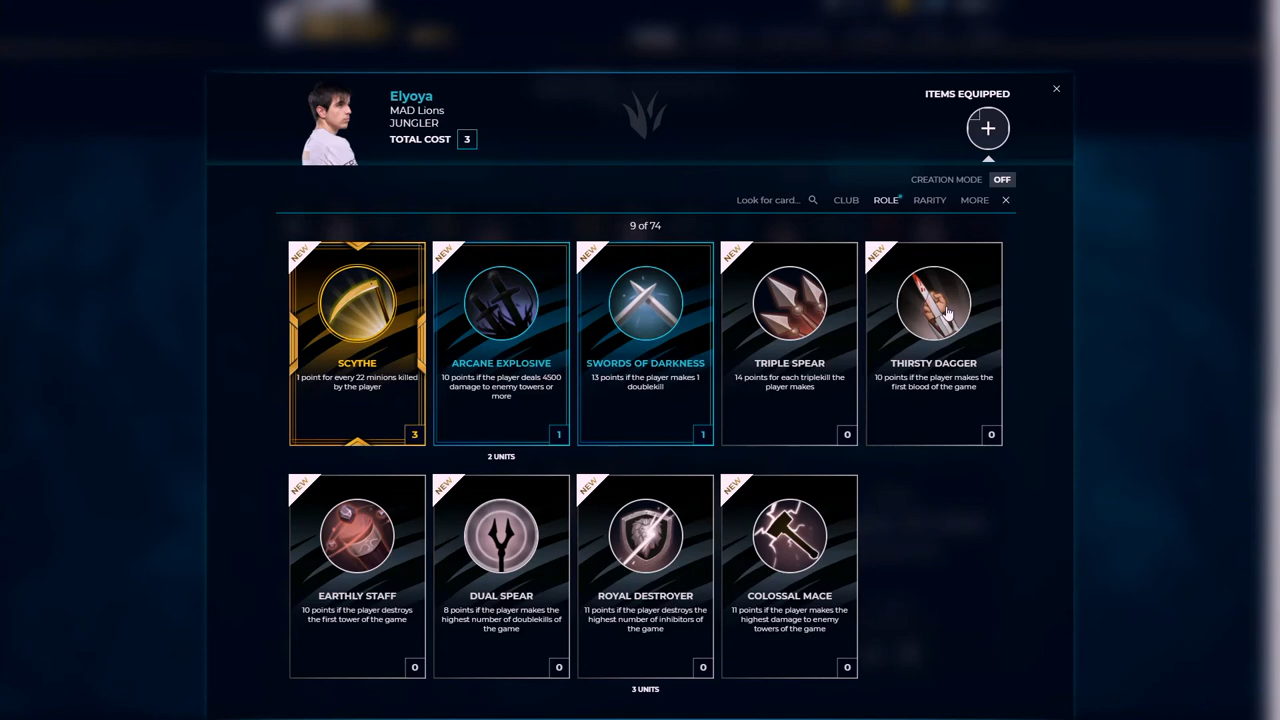 Elyoya
MAD Lions
JUNGLER
TOTAL COST 3
ITEMS EQUIPPED
CREATION MODE OFF
Look for card... CLUB ROLE RARITY MORE
9 of 74
NEW
SCYTHE
1 point for every 22 minions killed
by the player
3
NEW
ARCANE EXPLOSIVE
10 points if the player deals 4500
damage to enemy towers or
more
1
2 UNITS
NEW
SWORDS OF DARKNESS
13 points if the player makes 1
doublekill
1
NEW
TRIPLE SPEAR
14 points for each triplekill the
player makes
0
NEW
THIRSTY DAGGER
10 points if the player makes the
first blood of the game
0
NEW
EARTHLY STAFF
10 points if the player destroys
the first tower of the game
0
NEW
DUAL SPEAR
8 points if the player makes the
highest number of doublekills of
the game
0
NEW
ROYAL DESTROYER
11 points if the player destroys the
highest number of inhibitors of
the game
0
3 UNITS
NEW
COLOSSAL MACE
11 points if the player makes the
highest damage to enemy
towers of the game
0